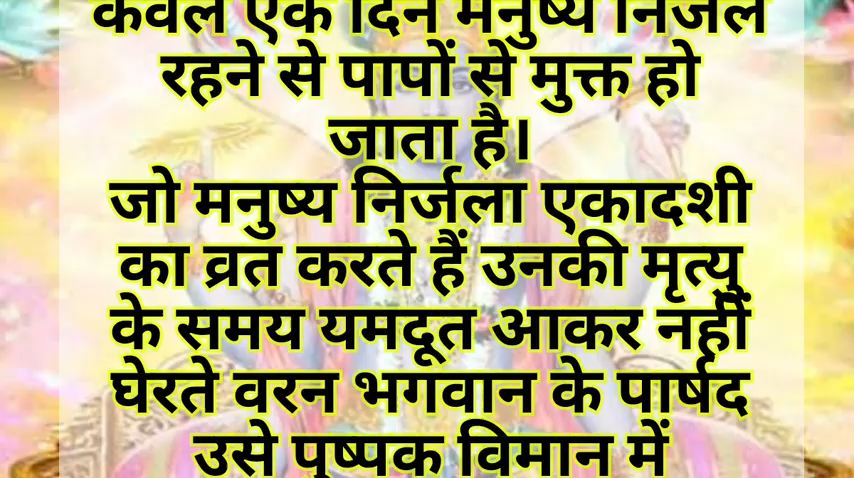 केवल एक दिन मनुष्य निर्जल
रहने से पापों से मुक्त हो
जाता है।
जो मनुष्य निर्जला एकादशी
का व्रत करते हैं उनकी मृत्यु
के समय यमदूत आकर नहीं
घेरते वरन भगवान के पार्षद
उसे पुष्पक विमान में